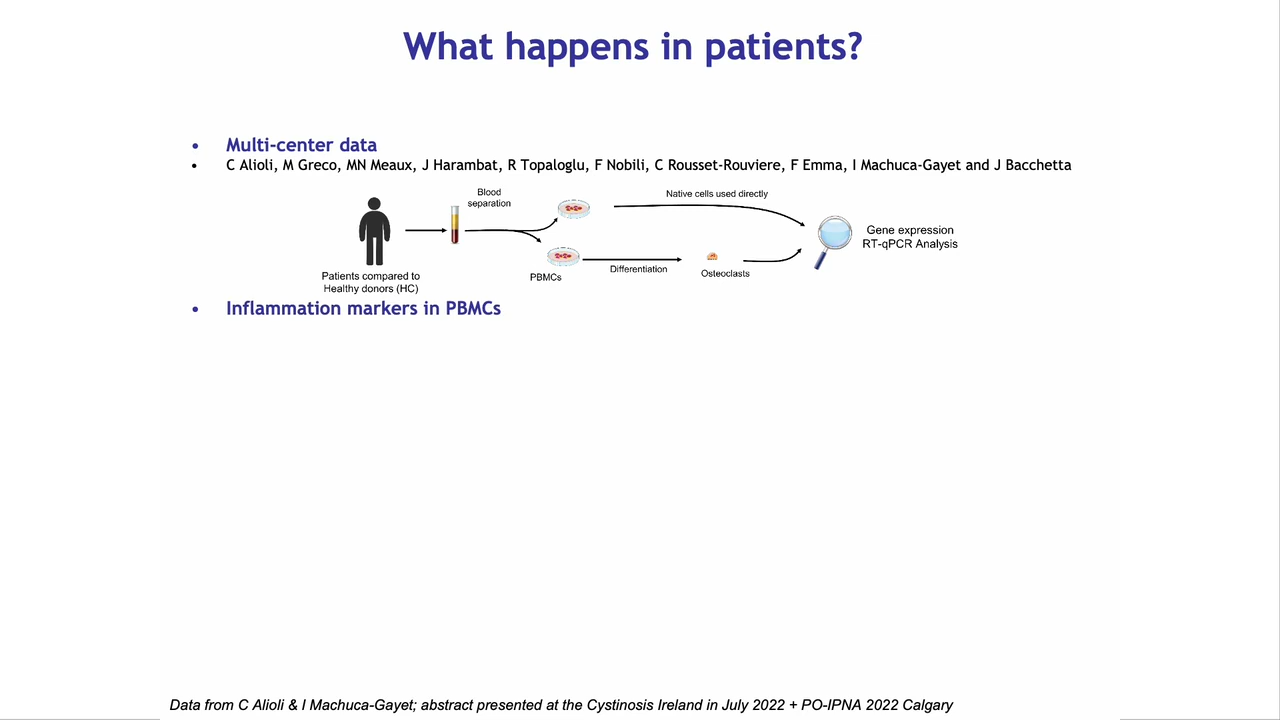 What happens in patients?
• Multi-center data
• C Alioli, M Greco, MN Meaux, J Harambat, R Topaloglu, F Nobili, C Rousset-Rouviere, F Emma, I Machuca-Gayet and J Bacchetta
Blood
separation
Native cells used directly
Gene expression
RT-qPCR Analysis
Patients compared to
Healthy donors (HC)
PBMCs
Differentiation
Osteoclasts
• Inflammation markers in PBMCs
Data from C Alioli & I Machuca-Gayet; abstract presented at the Cystinosis Ireland in July 2022 + PO-IPNA 2022 Calgary